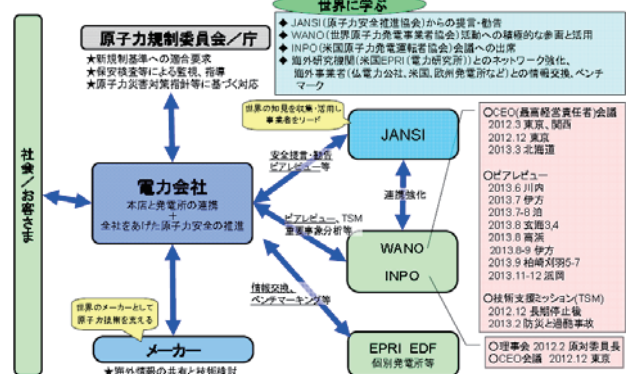 世界に学ぶ
◆ JANSI(原子力安全推進協会)からの提言・勧告
◆ WANO(世界原子力発電事業者協会)活動への積極的な参画と活用
◆ INPO(米国原子力発電運転者協会)会議への出席
◆ 海外研究機関(米国EPRI(電力研究所))とのネットワーク強化、
海外事業者(仏電力公社、米国、欧州発電所など)との情報交換、ベンチ
マーク
原子力規制委員会/庁
★新規制基準への適合要求
★保安検査等による監視、指導
★原子力災害対策指針等に基づく対応
世界の知見を収集・活用し
事業者をリード
JANSI
安全提言・勧告
ピアレビュー等
社会/お客さま
電力会社
本店と発電所の連携
+
全社をあげた原子力安全の推進
連携強化
ピアレビュー、TSM
重要事象分析等
WANO
INPO
情報交換、
ベンチマーキング等
世界のメーカーとして
原子力技術を支える
メーカー
★海外情報の共有と技術検討
EPRI EDF
個別発電所等
〇CEO(最高経営責任者)会議
2012.3 東京、関西
2012.12 東京
2013.3 北海道
〇ピアレビュー
2013.6 川内
2013.7 伊方
2013.7-8 泊
2013.8 玄海3,4
2013.8 高浜
2013.8-9 伊方
2013.9 柏崎刈羽5-7
2013.11-12 浜岡
〇技術支援ミッション(TSM)
2012.12 長期停止後
2013.2 防災と過酷事故
〇理事会 2012.2 原対委員長
〇CEO会議 2012.12 東京